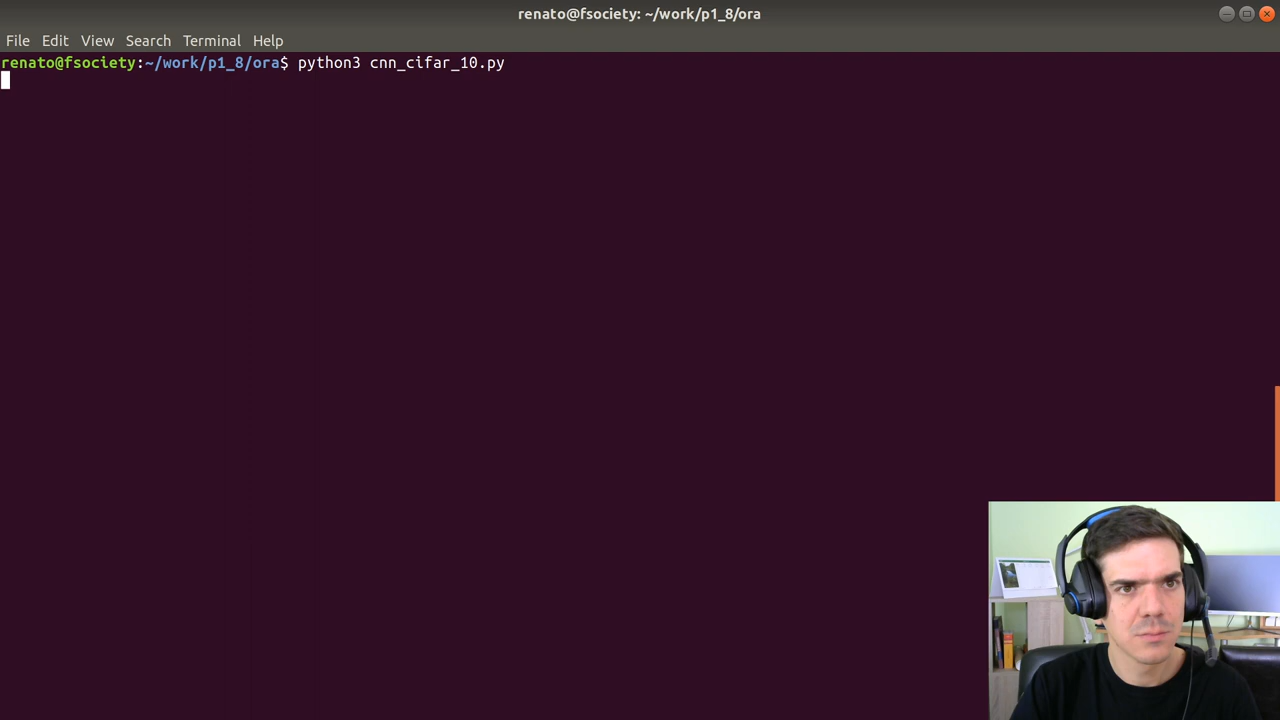 renato@fsociety: ~/work/p1_8/ora
File Edit View Search Terminal Help
renato@fsociety:~/work/p1_8/ora$ python3 cnn_cifar_10.py